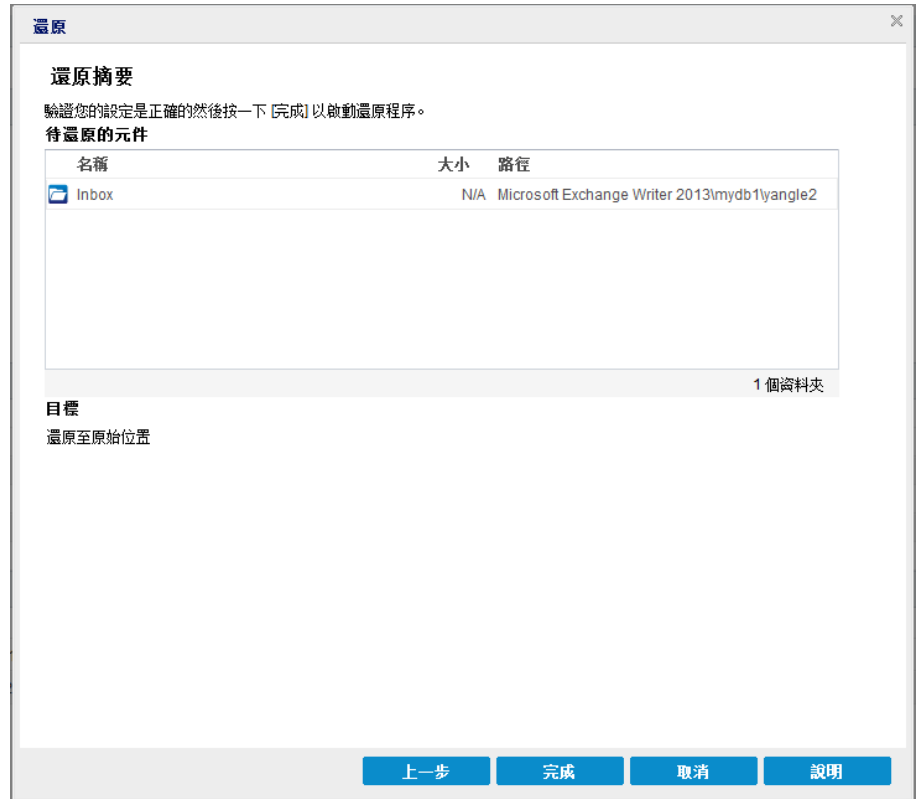 還原
還原摘要
驗證您的設定是正確的然後按一下 [完成] 以啟動還原程序。
待還原的元件
名稱 大小 路徑
Inbox N/A Microsoft Exchange Writer 2013\mydb1\yangle2
1 個資料夾
目標
還原至原始位置
上一步 完成 取消 說明